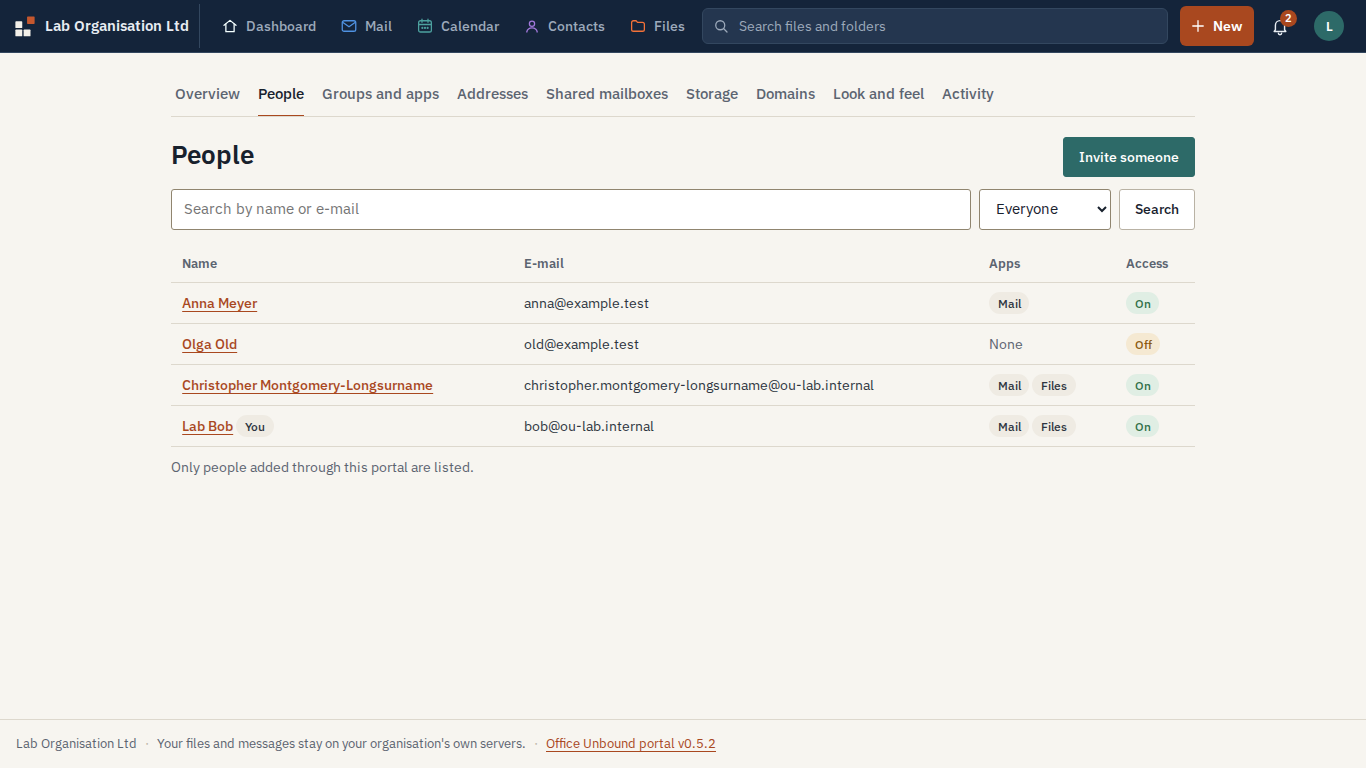 Lab Organisation Ltd Dashboard Mail Calendar Contacts Files Search files and folders New 2 L
Overview People Groups and apps Addresses Shared mailboxes Storage Domains Look and feel Activity
People Invite someone
Search by name or e-mail Everyone Search
Name E-mail Apps Access
Anna Meyer anna@example.test Mail On
Olga Old old@example.test None Off
Christopher Montgomery-Longsurname christopher.montgomery-longsurname@ou-lab.internal Mail Files On
Lab Bob You bob@ou-lab.internal Mail Files On
Only people added through this portal are listed.
Lab Organisation Ltd · Your files and messages stay on your organisation's own servers. · Office Unbound portal v0.5.2